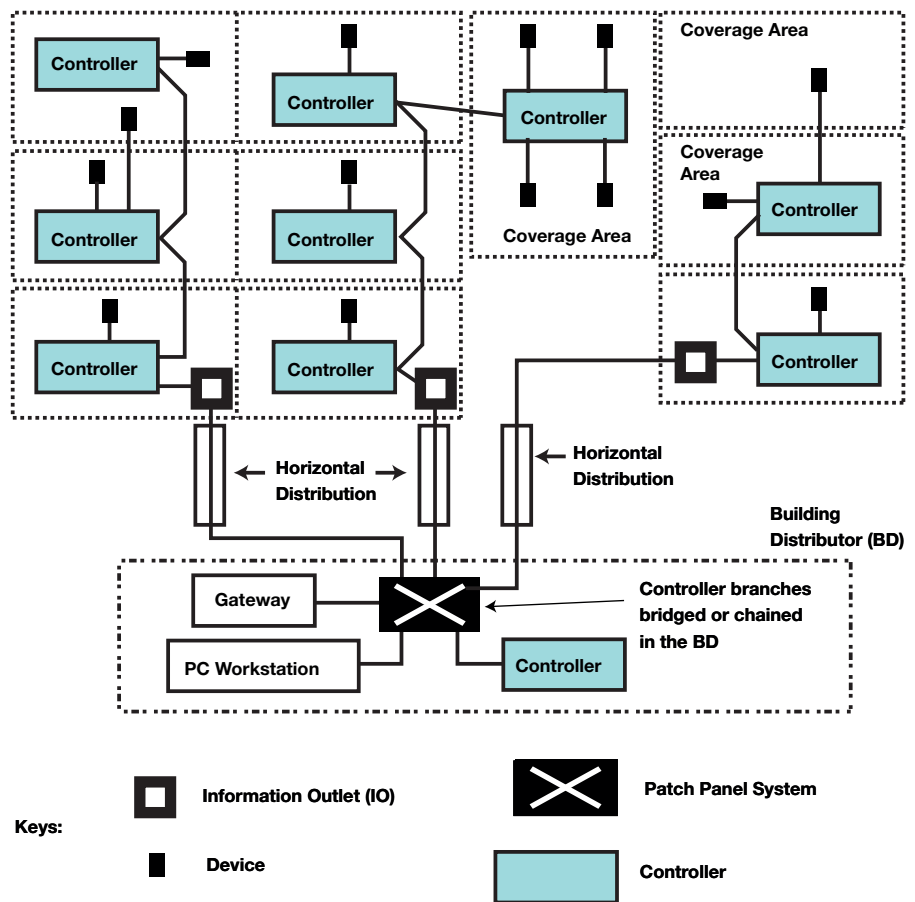 Controller
Controller
Controller
Coverage Area
Coverage Area
Controller
Coverage
Area
Controller
Controller
Controller
Coverage Area
Controller
Controller
Controller
Horizontal
Distribution
Horizontal
Distribution
Building
Distributor (BD)
Gateway
Controller branches
bridged or chained
in the BD
PC Workstation
Controller
Keys:
Information Outlet (IO)
Patch Panel System
Device
Controller